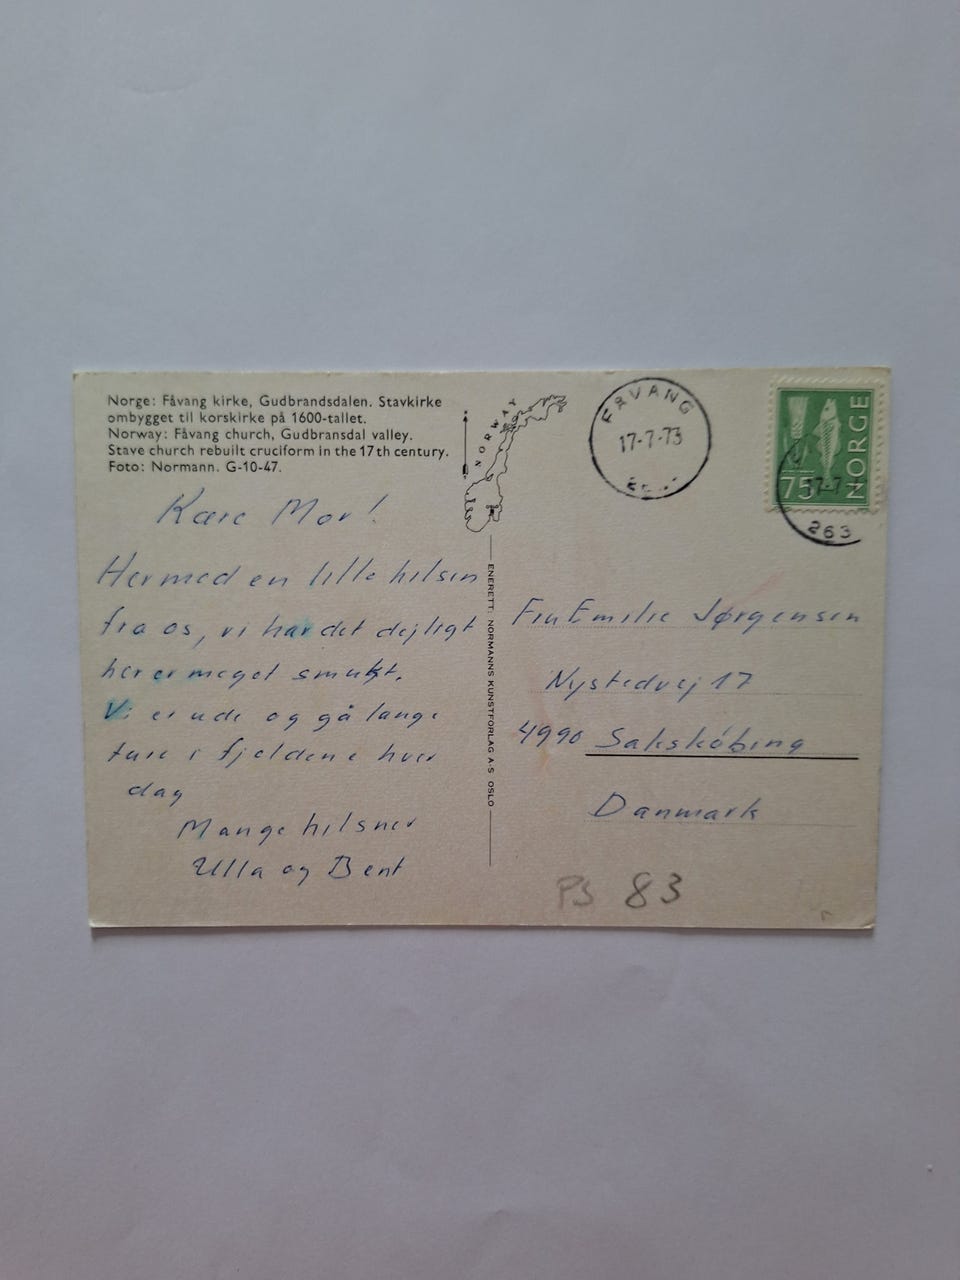 Norge: Fåvang kirke, Gudbrandsdalen. Stavkirke
ombygget til korskirke på 1600-tallet.
Norway: Fåvang church, Gudbransdal valley.
Stave church rebuilt cruciform in the 17th century.
Foto: Normann. G-10-47.
Kære Mor!
Hermed en lille hilsen
fra os, vi har det dejligt
her er meget smukt.
Vi er ude og gå lange
ture i fjeldene hver
dag
Mange hilsner
Ulla og Bent
NORWAY
ENERETT: NORMANNS KUNSTFORLAG A-S OSLO
FÅVANG
17-7-73
NORGE
75
17-7
263
Fru Emilie Jørgensen
Nystedvej 17
4990 Sakskøbing
Danmark
PS 83